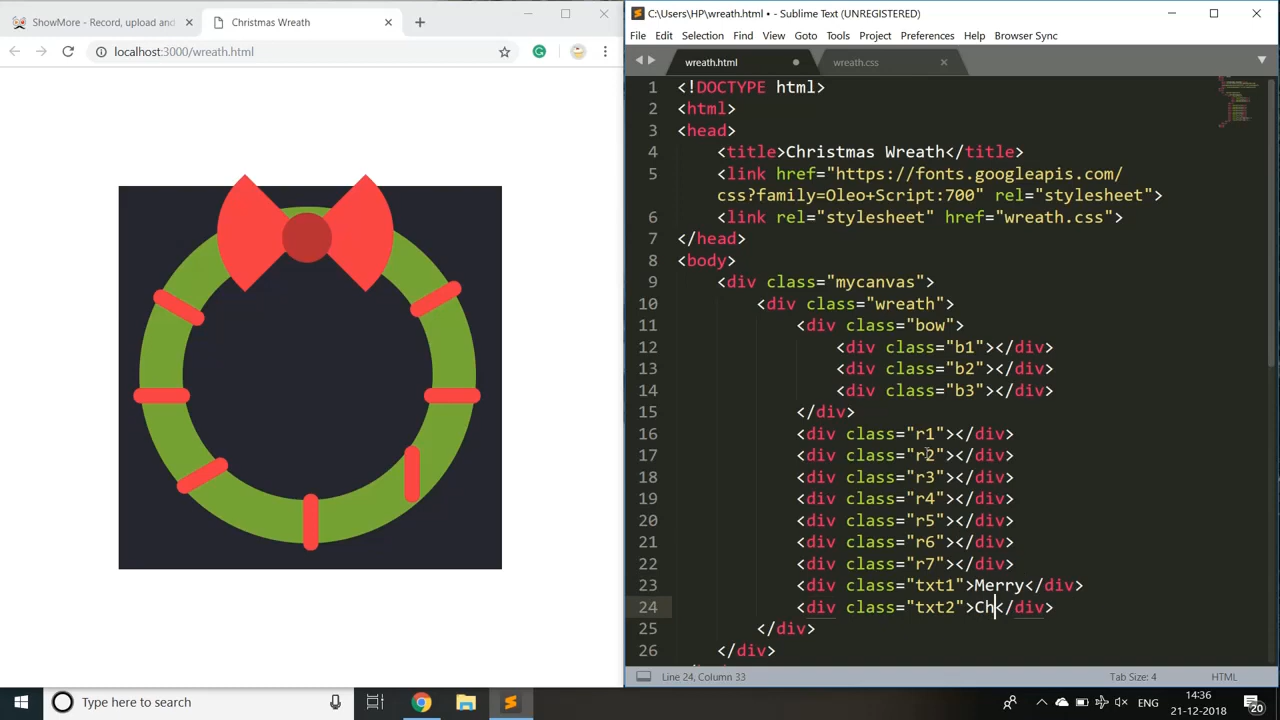 ShowMore - Record, upload and
Christmas Wreath
localhost:3000/wreath.html
C:\Users\HP\wreath.html • - Sublime Text (UNREGISTERED)
File Edit Selection Find View Goto Tools Project Preferences Help Browser Sync
wreath.html
wreath.css
1 <!DOCTYPE html>
2 <html>
3 <head>
4 <title>Christmas Wreath</title>
5 <link href="https://fonts.googleapis.com/
css?family=Oleo+Script:700" rel="stylesheet">
6 <link rel="stylesheet" href="wreath.css">
7 </head>
8 <body>
9 <div class="mycanvas">
10 <div class="wreath">
11 <div class="bow">
12 <div class="b1"></div>
13 <div class="b2"></div>
14 <div class="b3"></div>
15 </div>
16 <div class="r1"></div>
17 <div class="r2"></div>
18 <div class="r3"></div>
19 <div class="r4"></div>
20 <div class="r5"></div>
21 <div class="r6"></div>
22 <div class="r7"></div>
23 <div class="txt1">Merry</div>
24 <div class="txt2">Ch</div>
25 </div>
26 </div>
Line 24, Column 33
Tab Size: 4
HTML
Type here to search
ENG
14:36
21-12-2018
20